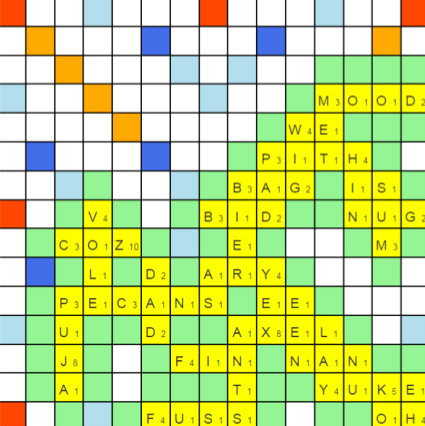 M3 O1 O1 D2
W4 E1
P3 I1 T1 H4
B3 A1 G2 I1 S1
V4 B3 I1 D2 N1 U1 G2
C3 O1 Z10 E1 M3
L1 D2 A1 R1 Y4
P3 E1 C3 A1 N1 S1 E1 E1
U1 D2 A1 X8 E1 L1
J8 F4 I1 N1 N1 A1 N1
A1 T1 Y4 U1 K5 E1
F4 U1 S1 S1 O1 H4